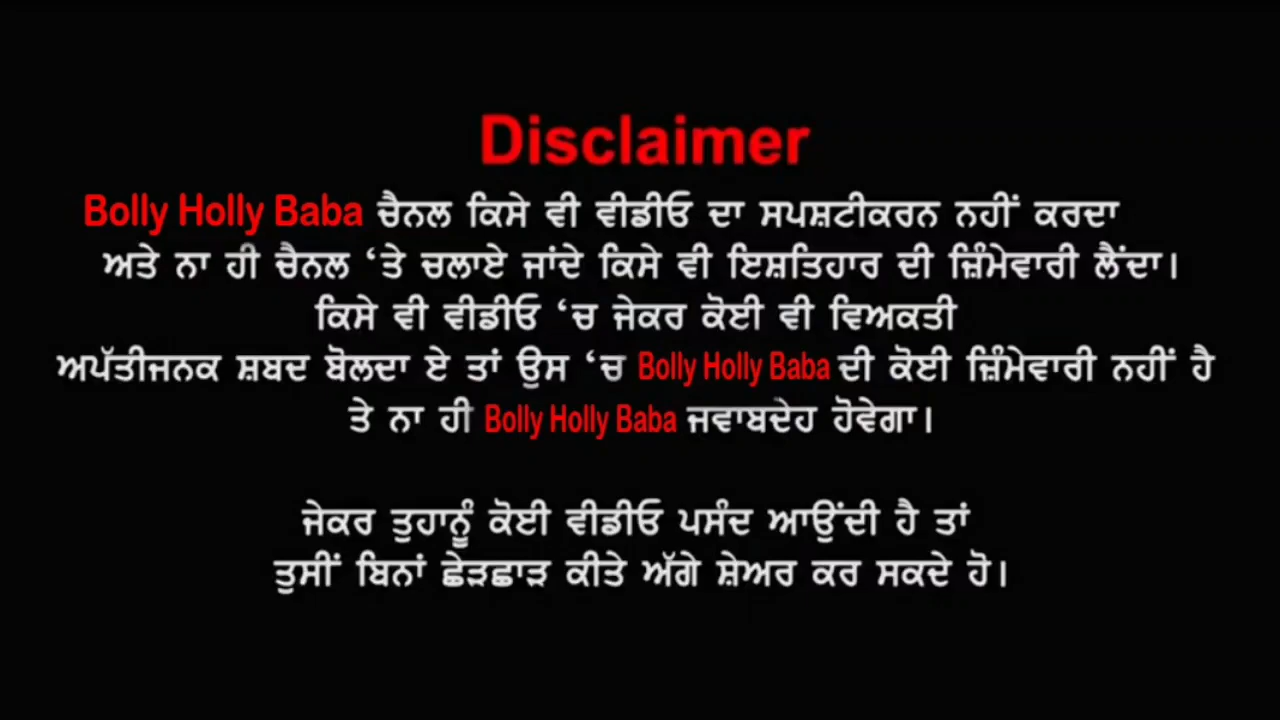 Disclaimer
Bolly Holly Baba ਚੈਨਲ ਕਿਸੇ ਵੀ ਵੀਡੀਓ ਦਾ ਸਪਸ਼ਟੀਕਰਨ ਨਹੀਂ ਕਰਦਾ
ਅਤੇ ਨਾ ਹੀ ਚੈਨਲ ‘ਤੇ ਚਲਾਏ ਜਾਂਦੇ ਕਿਸੇ ਵੀ ਇਸ਼ਤਿਹਾਰ ਦੀ ਜ਼ਿੰਮੇਵਾਰੀ ਲੈਂਦਾ।
ਕਿਸੇ ਵੀ ਵੀਡੀਓ ‘ਚ ਜੇਕਰ ਕੋਈ ਵੀ ਵਿਅਕਤੀ
ਅਪੱਤੀਜਨਕ ਸ਼ਬਦ ਬੋਲਦਾ ਏ ਤਾਂ ਉਸ ‘ਚ Bolly Holly Baba ਦੀ ਕੋਈ ਜ਼ਿੰਮੇਵਾਰੀ ਨਹੀਂ ਹੈ
ਤੇ ਨਾ ਹੀ Bolly Holly Baba ਜਵਾਬਦੇਹ ਹੋਵੇਗਾ।
ਜੇਕਰ ਤੁਹਾਨੂੰ ਕੋਈ ਵੀਡੀਓ ਪਸੰਦ ਆਉਂਦੀ ਹੈ ਤਾਂ
ਤੁਸੀਂ ਬਿਨਾਂ ਛੇੜਛਾੜ ਕੀਤੇ ਅੱਗੇ ਸ਼ੇਅਰ ਕਰ ਸਕਦੇ ਹੋ।